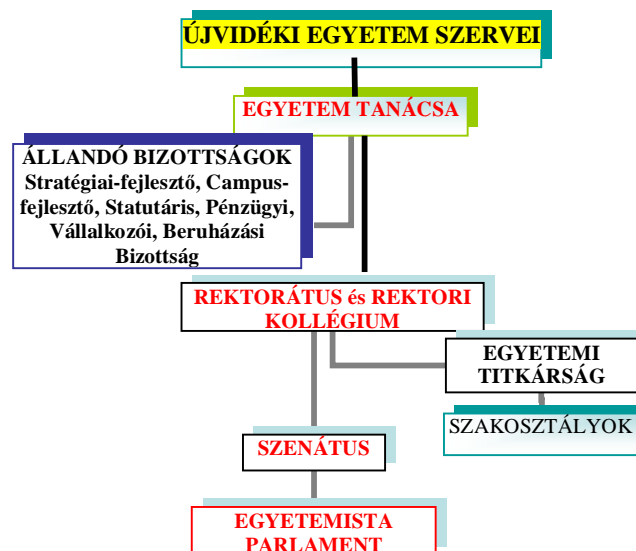 ÚJVIDÉKI EGYETEM SZERVEI
EGYETEM TANÁCSA
ÁLLANDÓ BIZOTTSÁGOK
Stratégiai-fejlesztő, Campus-
fejlesztő, Statutáris, Pénzügyi,
Vállalkozói, Beruházási
Bizottság
REKTORÁTUS és REKTORI
KOLLÉGIUM
EGYETEMI
TITKÁRSÁG
SZAKOSZTÁLYOK
SZENÁTUS
EGYETEMISTA
PARLAMENT